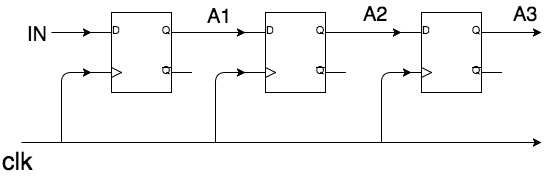 IN D Q A1 D Q A2 D Q A3
Q̅ Q̅ Q̅
clk